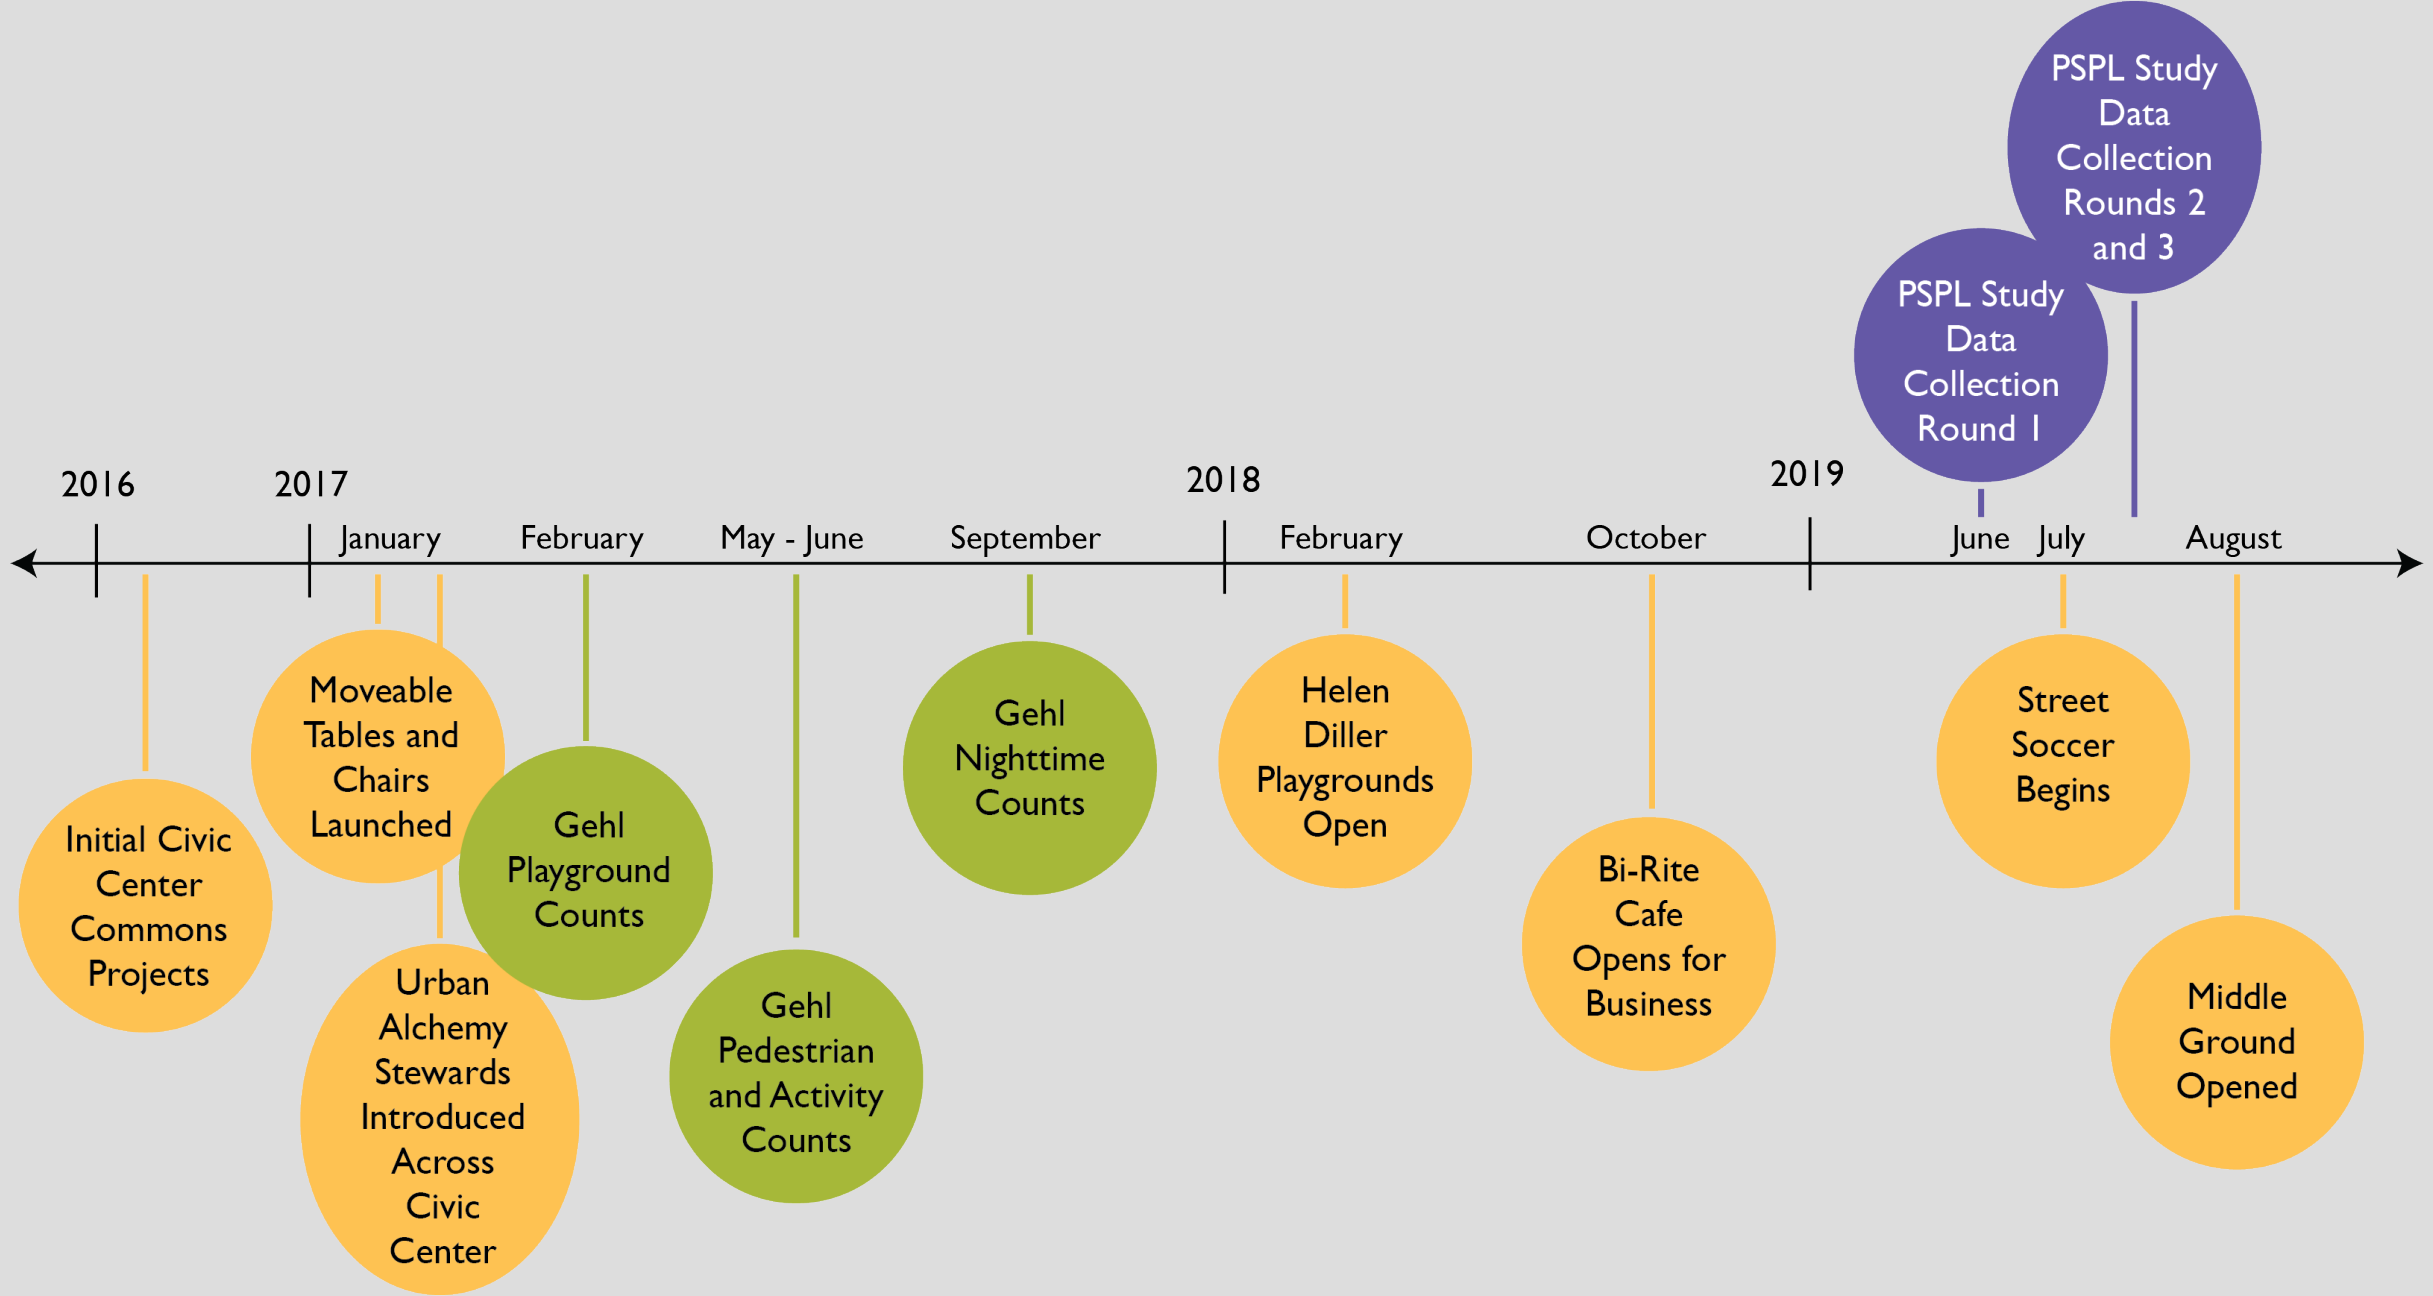 PSPL Study
Data
Collection
Rounds 2
and 3
PSPL Study
Data
Collection
Round 1
2016
2017
2018
2019
January
February
May - June
September
February
October
June
July
August
Initial Civic
Center
Commons
Projects
Moveable
Tables and
Chairs
Launched
Urban
Alchemy
Stewards
Introduced
Across
Civic
Center
Gehl
Playground
Counts
Gehl
Pedestrian
and Activity
Counts
Gehl
Nighttime
Counts
Helen
Diller
Playgrounds
Open
Bi-Rite
Cafe
Opens for
Business
Street
Soccer
Begins
Middle
Ground
Opened